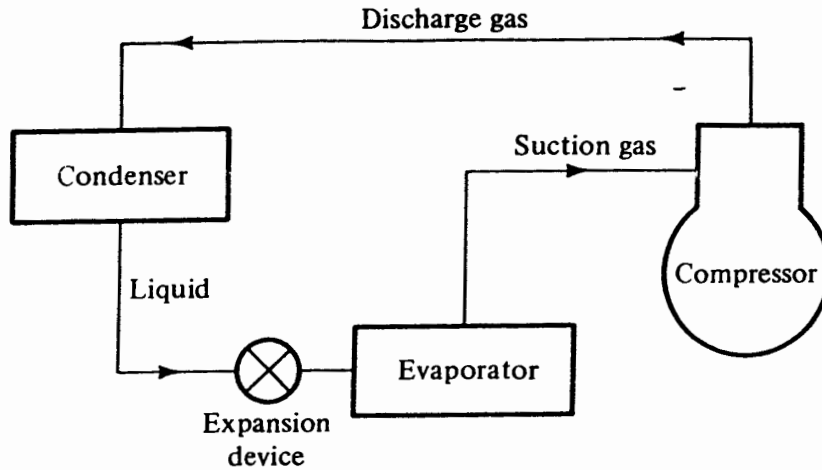 Discharge gas
Suction gas
Condenser
Compressor
Liquid
Evaporator
Expansion
device